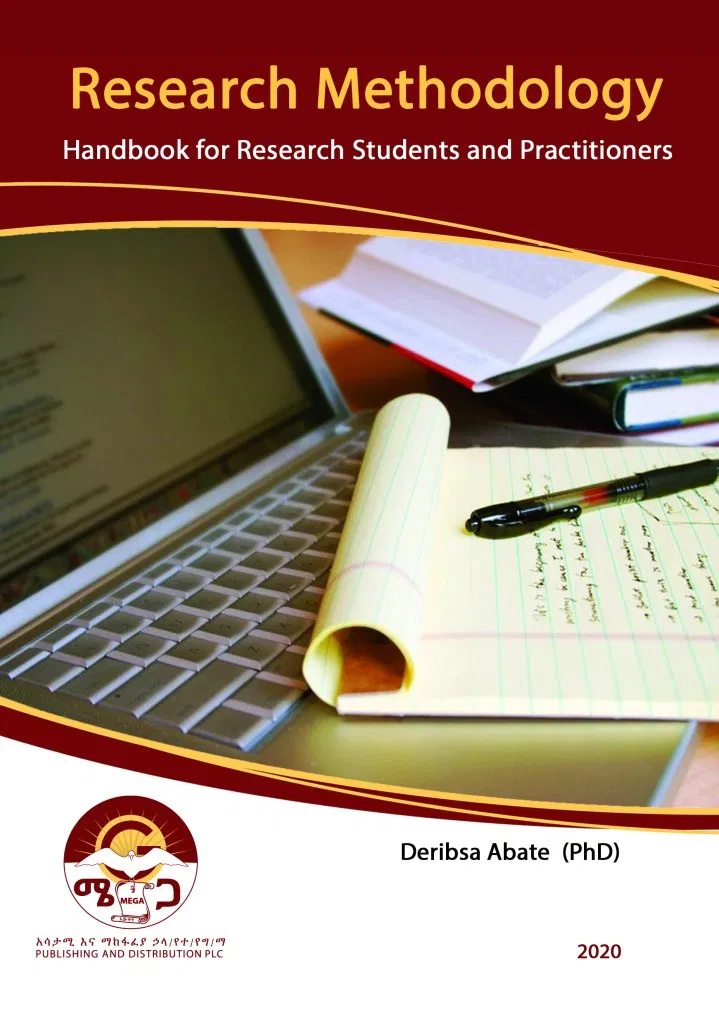 Research Methodology
Handbook for Research Students and Practitioners
Deribsa Abate (PhD)
ሜጋ
MEGA
አሳታሚ እና ማከፋፈያ ኃላ/የተ/የግ/ማ
PUBLISHING AND DISTRIBUTION PLC
2020